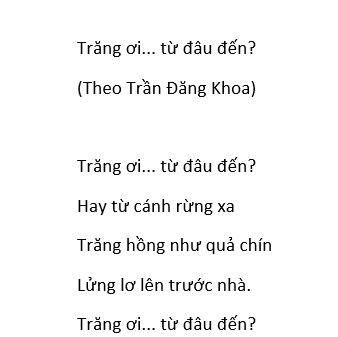 Trăng ơi... từ đâu đến?
(Theo Trần Đăng Khoa)
Trăng ơi... từ đâu đến?
Hay từ cánh rừng xa
Trăng hồng như quả chín
Lửng lơ lên trước nhà.
Trăng ơi... từ đâu đến?